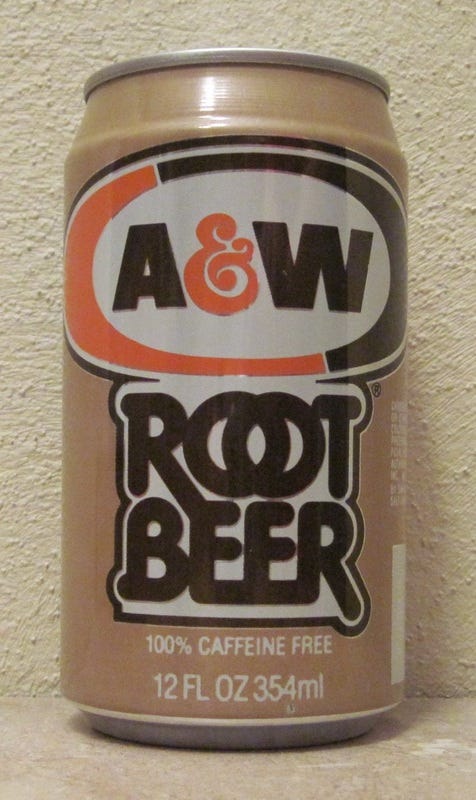 A&W
ROOT
BEER
®
100% CAFFEINE FREE
12 FL OZ 354ml